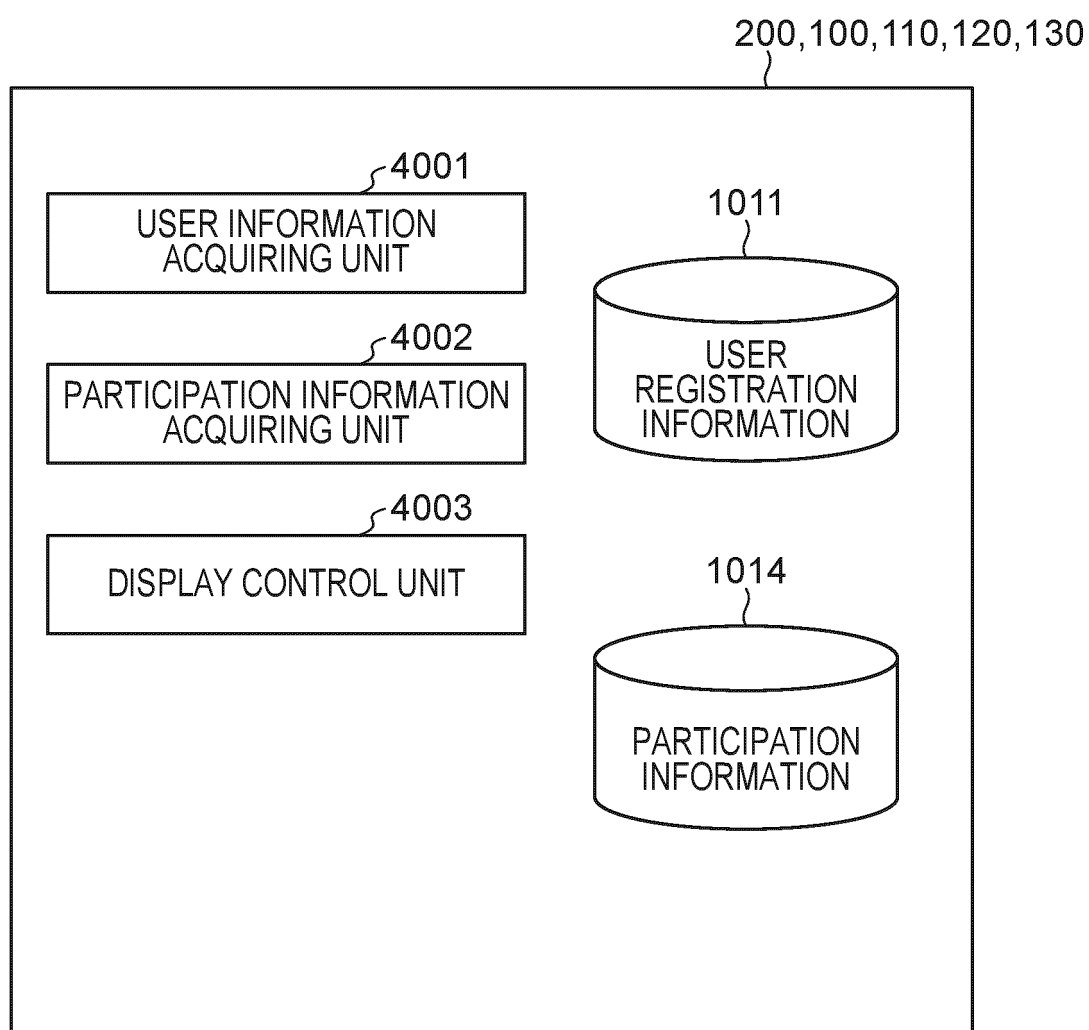 200,100,110,120,130
4001
USER INFORMATION
ACQUIRING UNIT
4002
PARTICIPATION INFORMATION
ACQUIRING UNIT
4003
DISPLAY CONTROL UNIT
1011
USER
REGISTRATION
INFORMATION
1014
PARTICIPATION
INFORMATION